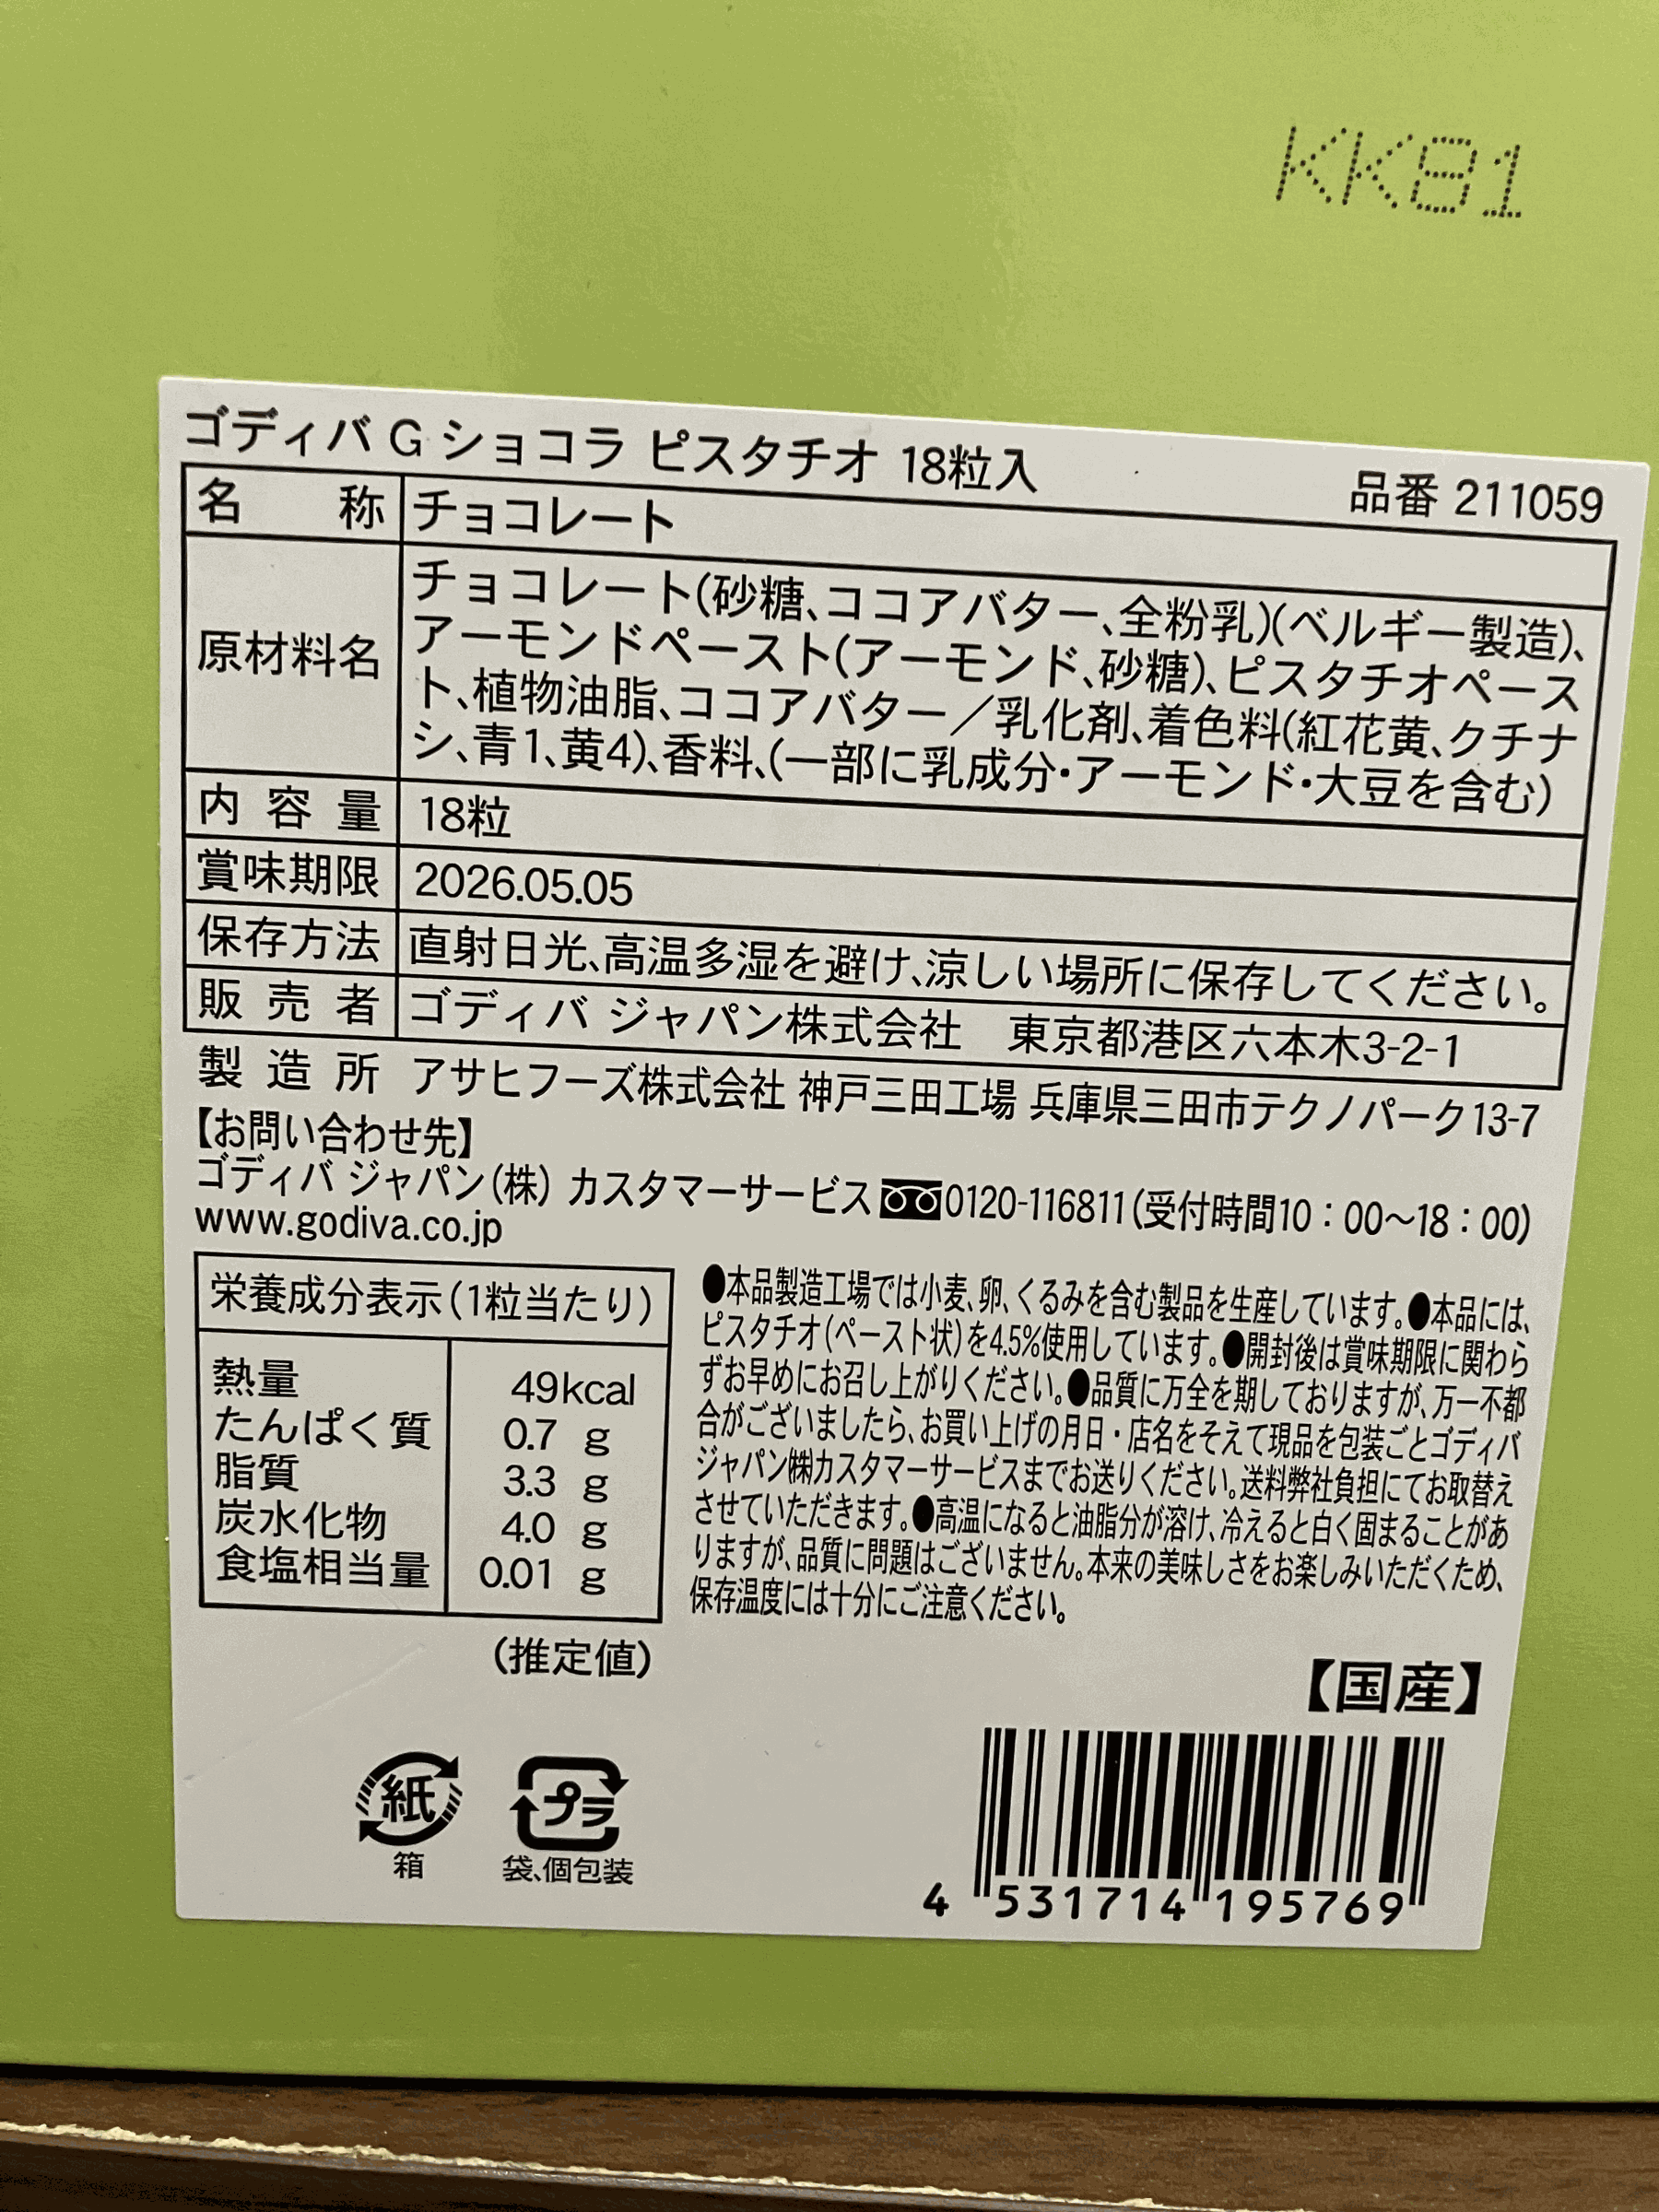 KK81
ゴディバ G ショコラ ピスタチオ 18粒入 品番 211059
名称 チョコレート
原材料名 チョコレート(砂糖、ココアバター、全粉乳)(ベルギー製造)、
アーモンドペースト(アーモンド、砂糖)、ピスタチオペース
ト、植物油脂、ココアバター／乳化剤、着色料(紅花黄、クチナ
シ、青1、黄4)、香料、(一部に乳成分・アーモンド・大豆を含む)
内容量 18粒
賞味期限 2026.05.05
保存方法 直射日光、高温多湿を避け、涼しい場所に保存してください。
販売者 ゴディバ ジャパン株式会社 東京都港区六本木3-2-1
製造所 アサヒフーズ株式会社 神戸三田工場 兵庫県三田市テクノパーク13-7
【お問い合わせ先】
ゴディバ ジャパン(株) カスタマーサービス 0120-116811(受付時間10：00〜18：00)
www.godiva.co.jp
栄養成分表示(1粒当たり)
熱量 49kcal
たんぱく質 0.7 g
脂質 3.3 g
炭水化物 4.0 g
食塩相当量 0.01 g
(推定値)
●本品製造工場では小麦、卵、くるみを含む製品を生産しています。●本品には、
ピスタチオ(ペースト状)を4.5%使用しています。●開封後は賞味期限に関わら
ずお早めにお召し上がりください。●品質に万全を期しておりますが、万一不都
合がございましたら、お買い上げの月日・店名をそえて現品を包装ごとゴディバ
ジャパン㈱カスタマーサービスまでお送りください。送料弊社負担にてお取替え
させていただきます。●高温になると油脂分が溶け、冷えると白く固まることがあ
りますが、品質に問題はございません。本来の美味しさをお楽しみいただくため、
保存温度には十分にご注意ください。
【国産】
紙
箱
プラ
袋、個包装
4 531714 195769